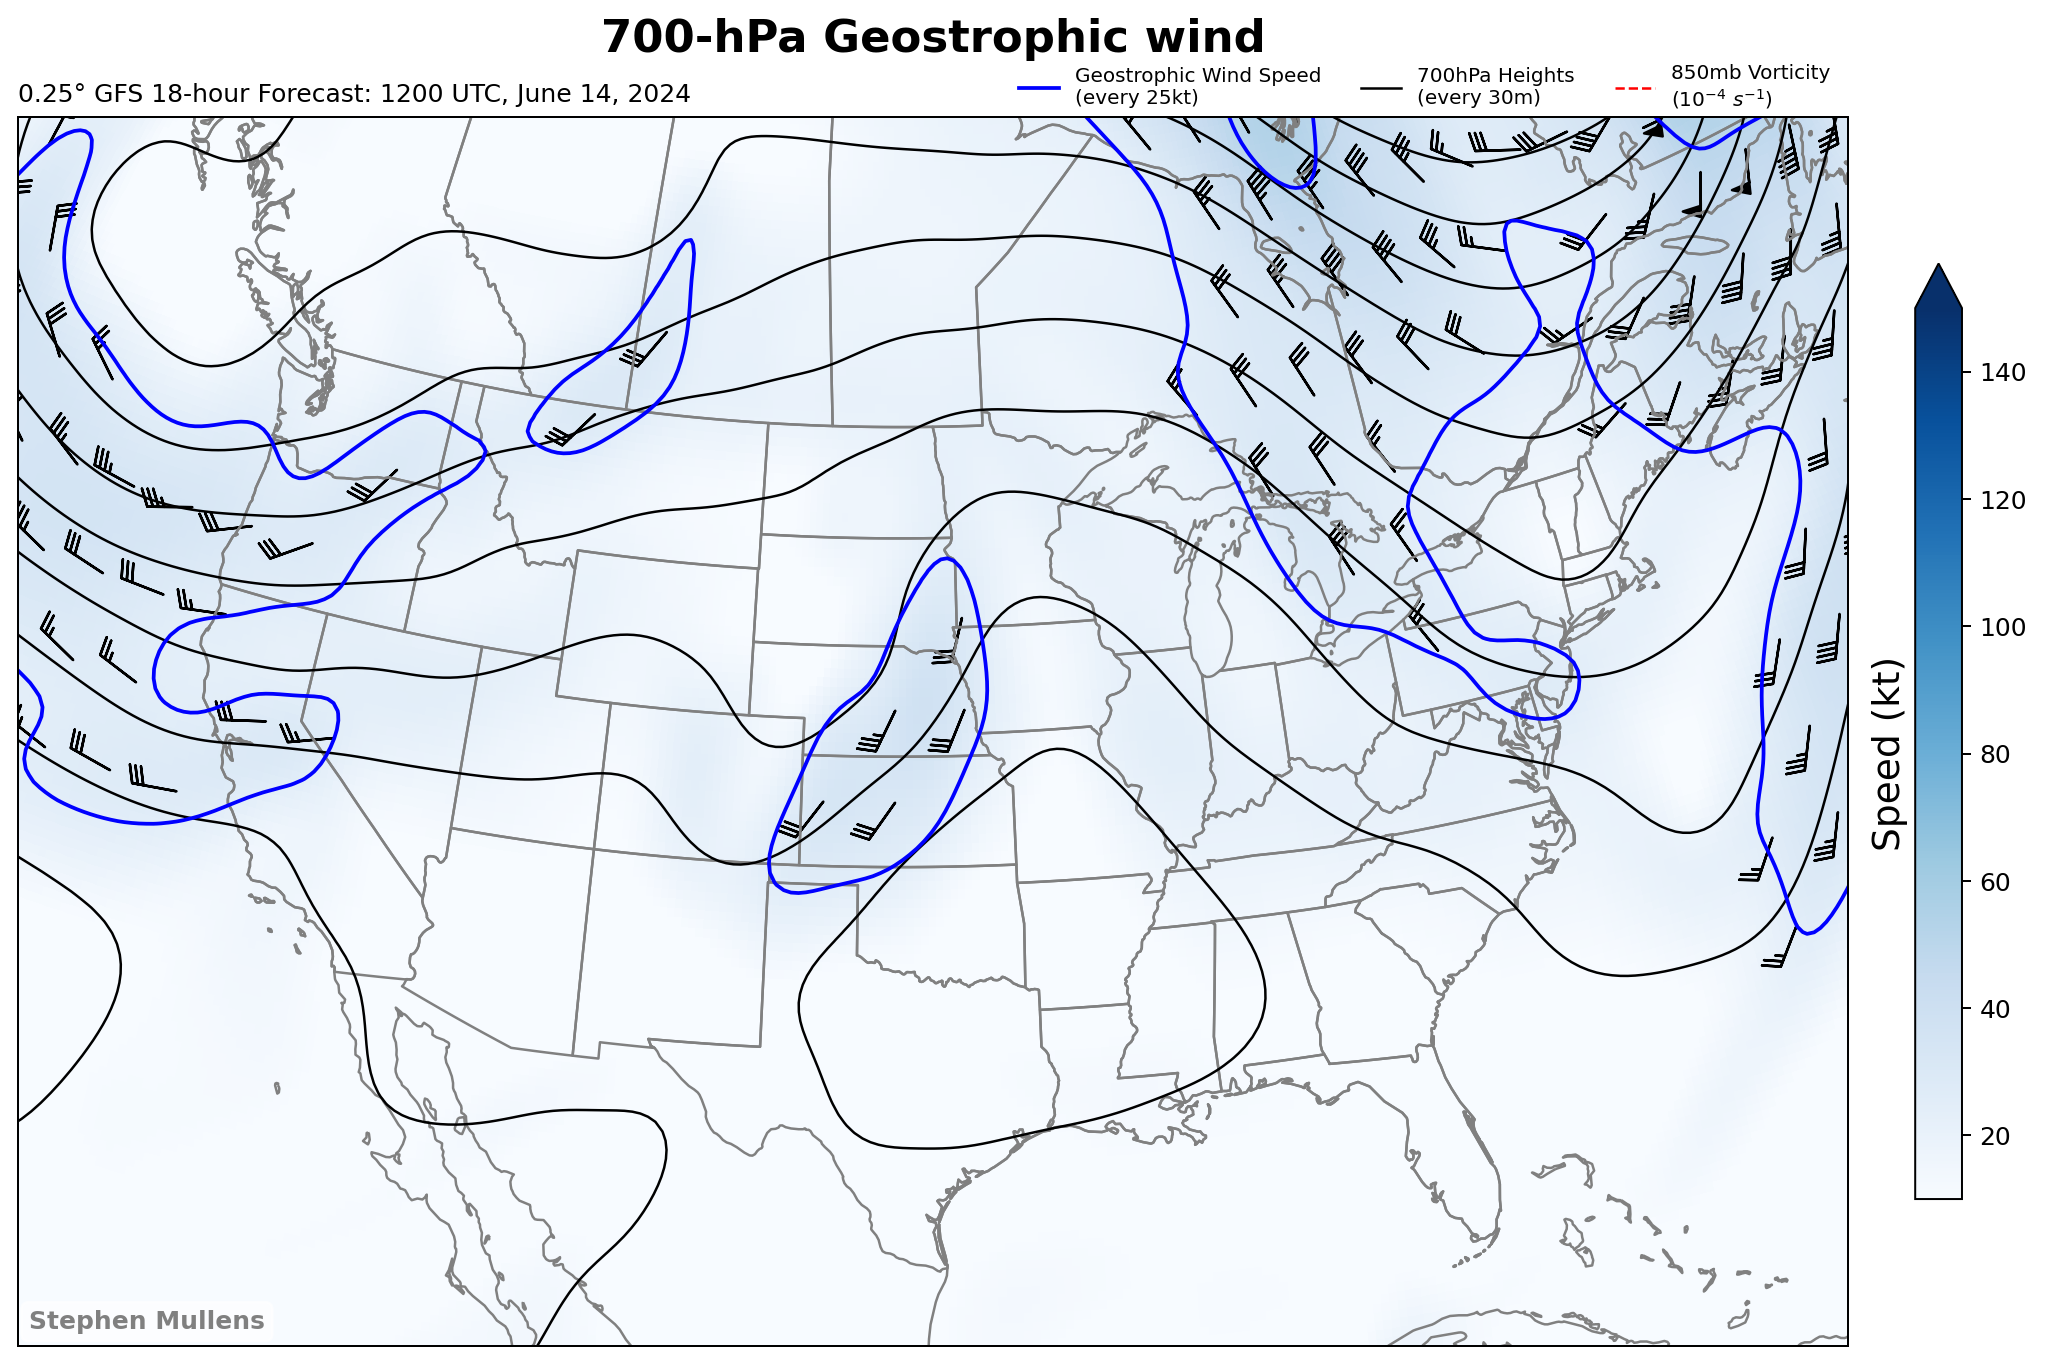 700-hPa Geostrophic wind
0.25° GFS 18-hour Forecast: 1200 UTC, June 14, 2024
Geostrophic Wind Speed
(every 25kt)
700hPa Heights
(every 30m)
850mb Vorticity
(10⁻⁴ s⁻¹)
140
120
100
80
60
40
20
Speed (kt)
Stephen Mullens